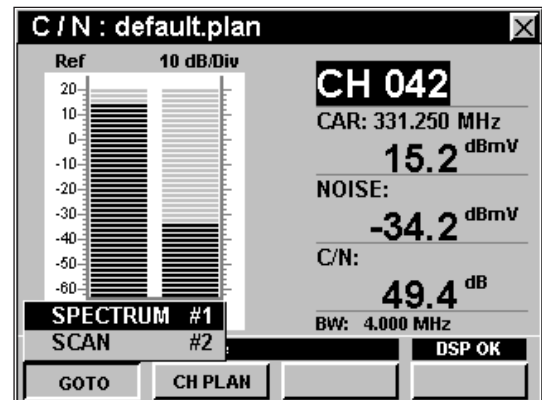 C / N : default.plan
Ref 10 dB/Div
20
10
0
-10
-20
-30
-40
-50
-60
CH 042
CAR: 331.250 MHz
15.2 dBmV
NOISE:
-34.2 dBmV
C/N:
49.4 dB
BW: 4.000 MHz
SPECTRUM #1
SCAN #2
DSP OK
GOTO CH PLAN